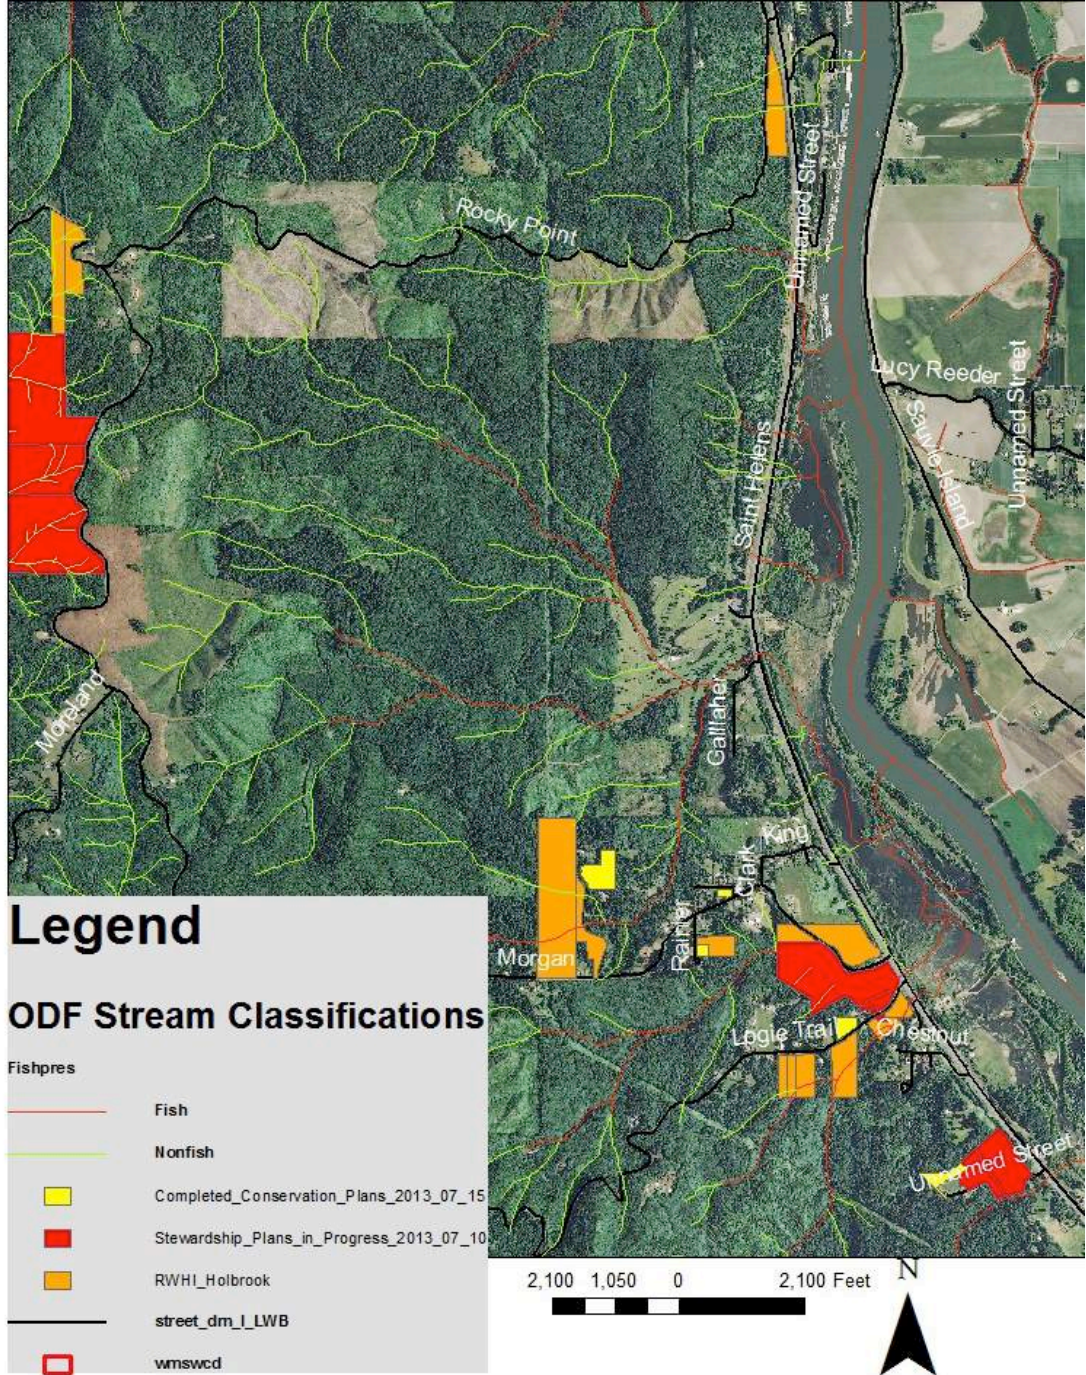 Rocky Point
Unnamed Street
Lucy Reeder
Unnamed Street
Sauvie Island
Saint Helens
Moreland
Galllaher
King
Clark
Rainier
Morgan
Logie Trail
Chestnut
Unnamed Street
Legend
ODF Stream Classifications
Fishpres
Fish
Nonfish
Completed_Conservation_Plans_2013_07_15
Stewardship_Plans_in_Progress_2013_07_10
RWHI_Holbrook
street_dm_l_LWB
wmswcd
2,100 1,050 0 2,100 Feet
N